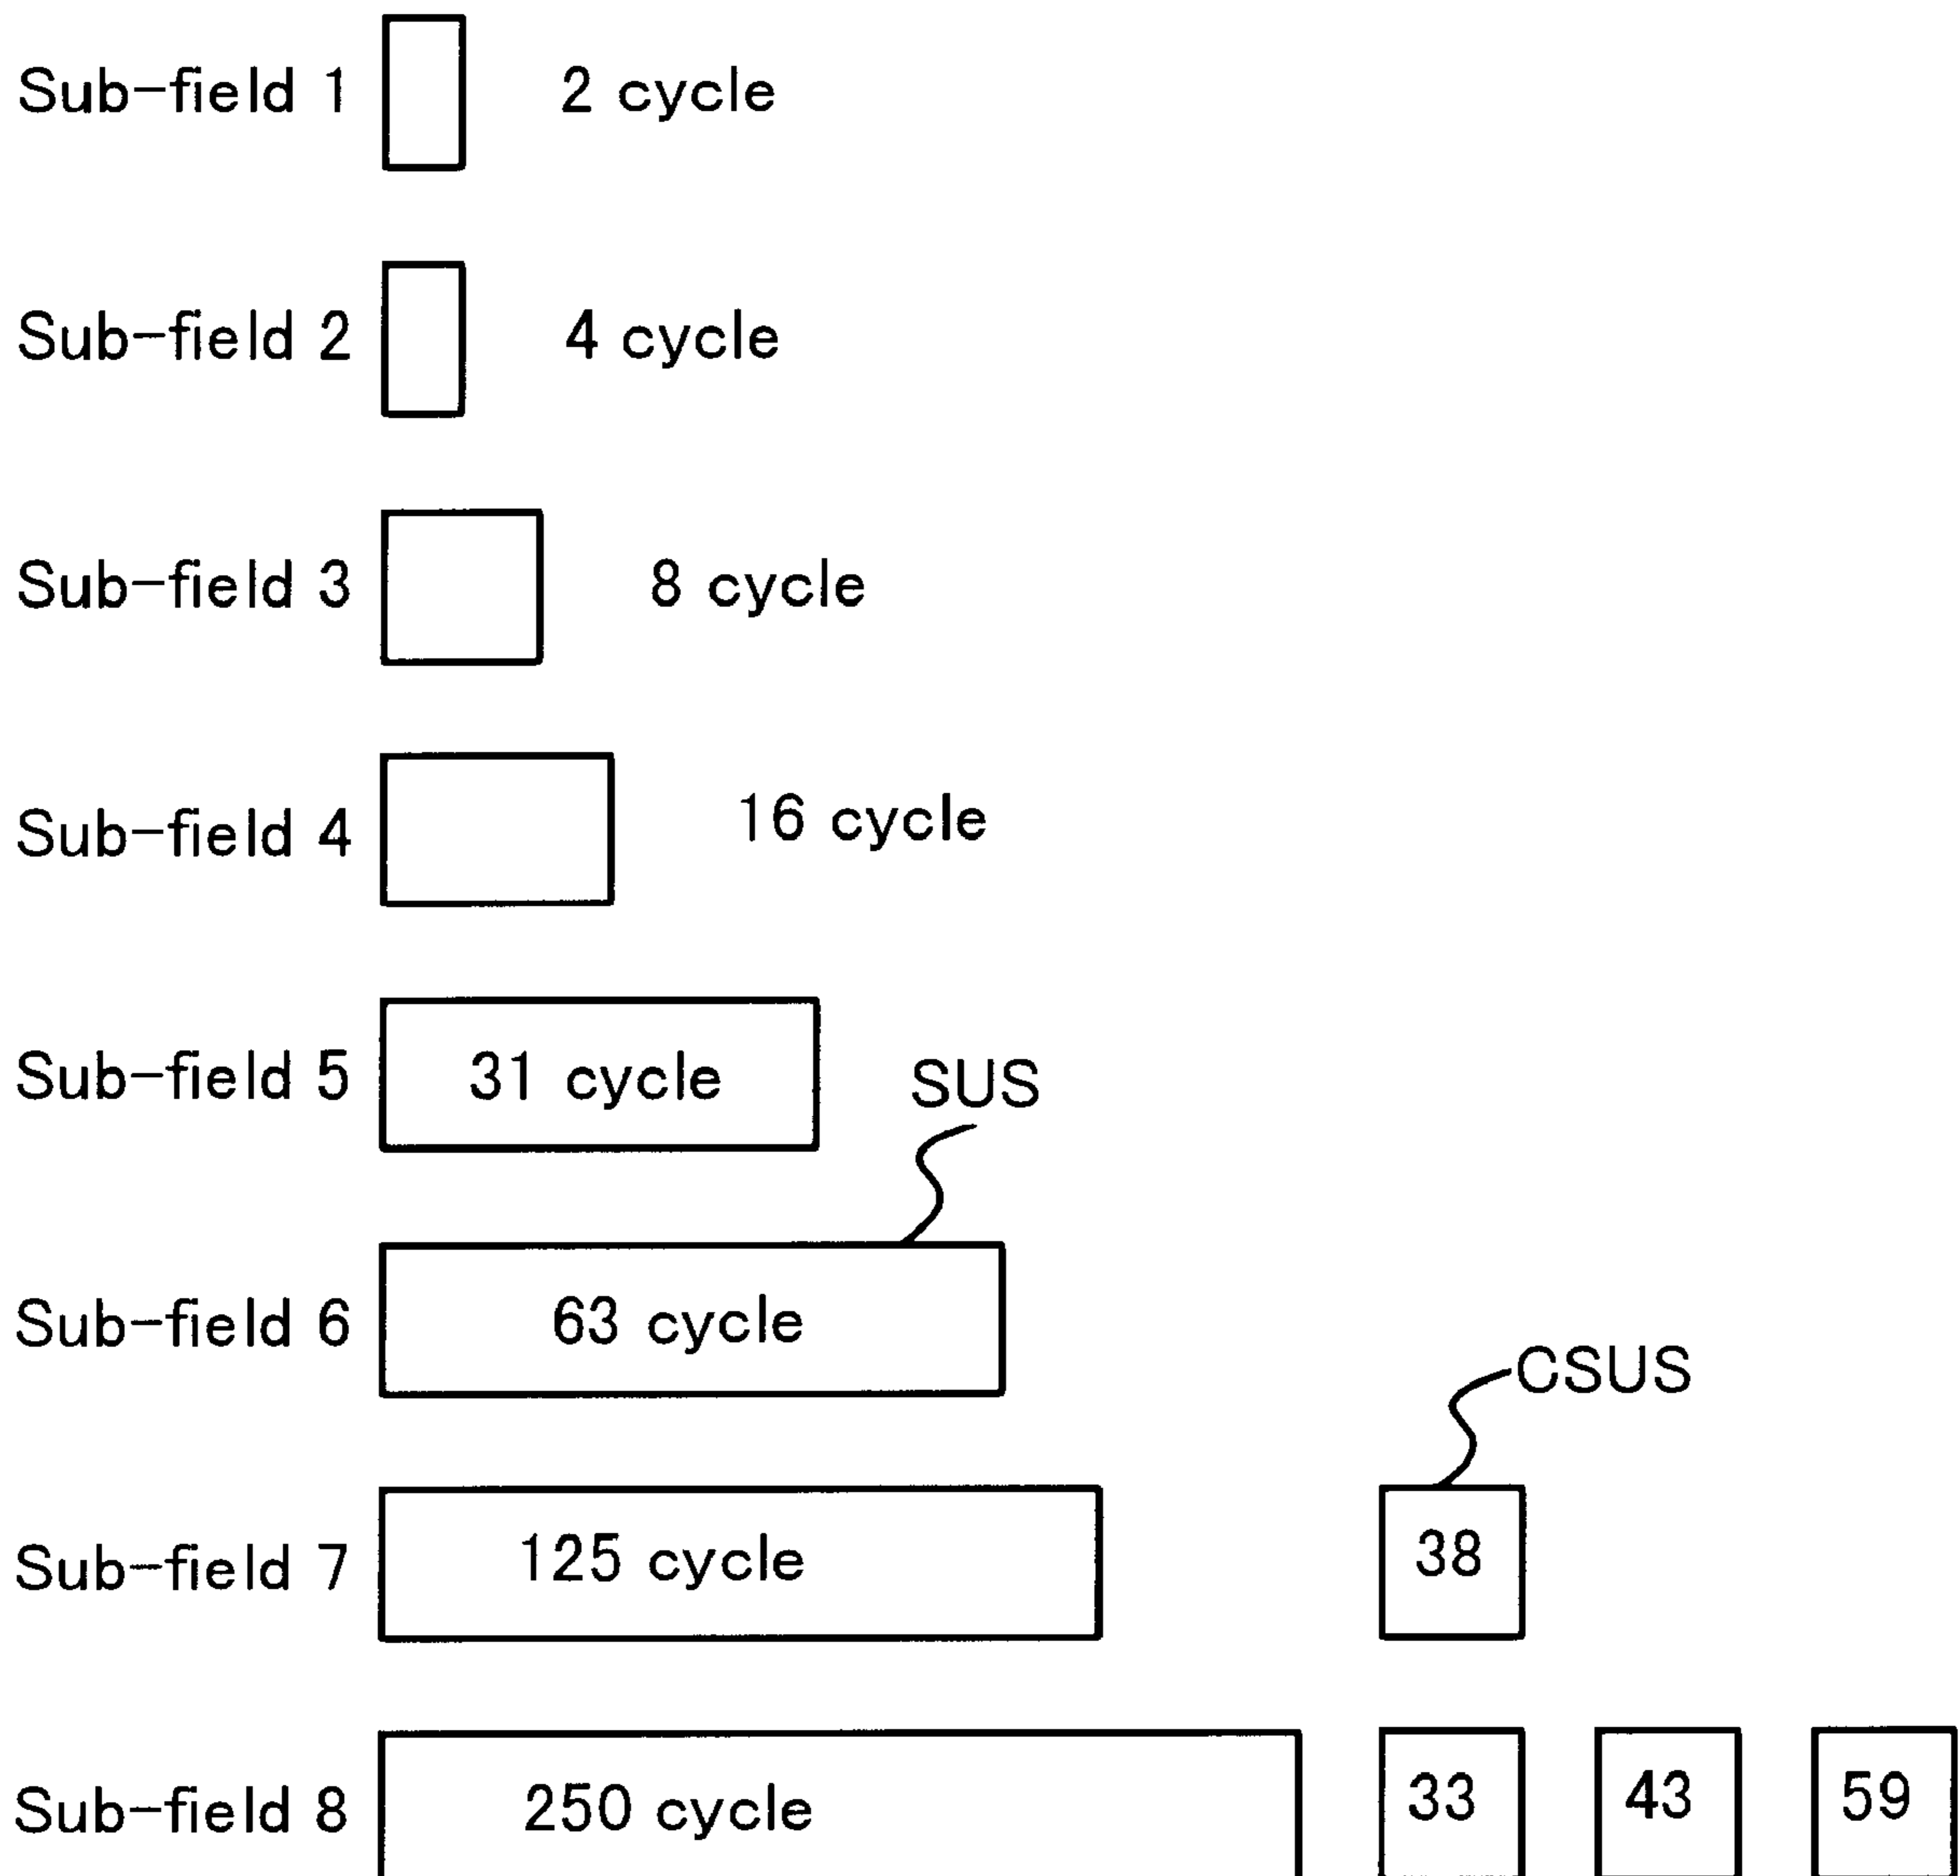 Sub-field 1 2 cycle
Sub-field 2 4 cycle
Sub-field 3 8 cycle
Sub-field 4 16 cycle
Sub-field 5 31 cycle SUS
Sub-field 6 63 cycle
CSUS
Sub-field 7 125 cycle 38
Sub-field 8 250 cycle 33 43 59